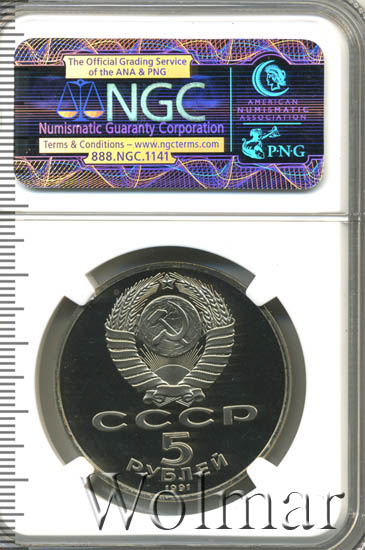 The Official Grading Service
of the ANA & PNG
NGC
Numismatic Guaranty Corporation
Terms & Conditions – www.ngcterms.com
888.NGC.1141
AMERICAN
NUMISMATIC
ASSOCIATION
PNG
СССР
5
РУБЛЕЙ
1991
Wolmar